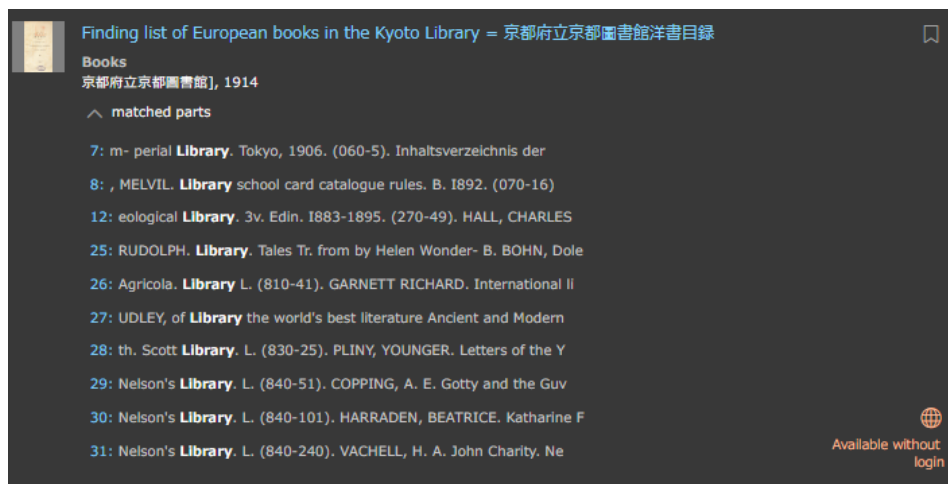 Finding list of European books in the Kyoto Library = 京都府立京都圖書館洋書目録
Books
京都府立京都圖書館], 1914
matched parts
7: m- perial Library. Tokyo, 1906. (060-5). Inhaltsverzeichnis der
8: , MELVIL. Library school card catalogue rules. B. I892. (070-16)
12: eological Library. 3v. Edin. I883-1895. (270-49). HALL, CHARLES
25: RUDOLPH. Library. Tales Tr. from by Helen Wonder- B. BOHN, Dole
26: Agricola. Library L. (810-41). GARNETT RICHARD. International li
27: UDLEY, of Library the world's best literature Ancient and Modern
28: th. Scott Library. L. (830-25). PLINY, YOUNGER. Letters of the Y
29: Nelson's Library. L. (840-51). COPPING, A. E. Gotty and the Guv
30: Nelson's Library. L. (840-101). HARRADEN, BEATRICE. Katharine F
31: Nelson's Library. L. (840-240). VACHELL, H. A. John Charity. Ne
Available without
login